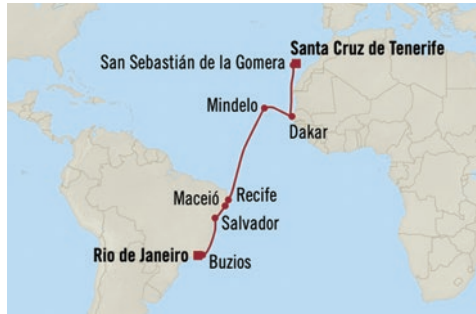 Santa Cruz de Tenerife
San Sebastián de la Gomera
Mindelo
Dakar
Recife
Maceió
Salvador
Rio de Janeiro
Buzios